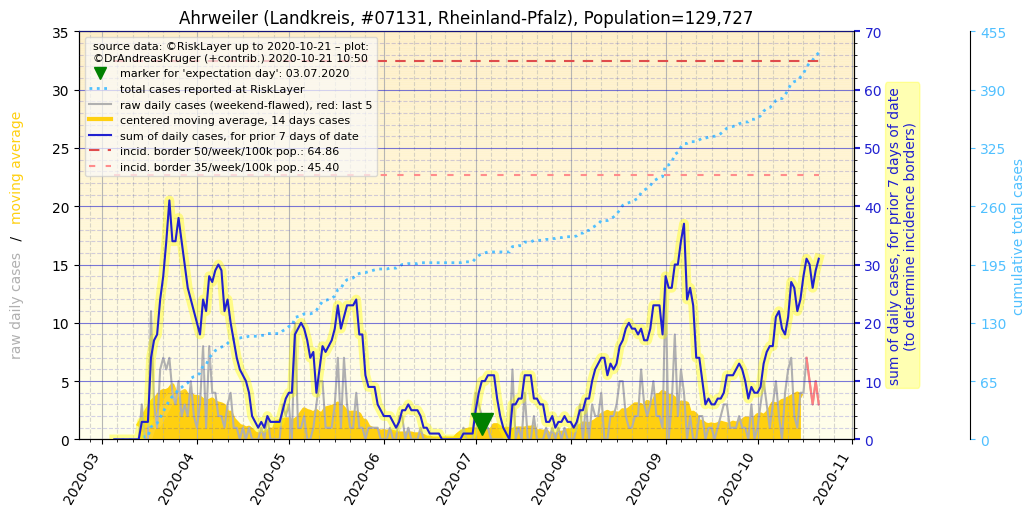 Ahrweiler (Landkreis, #07131, Rheinland-Pfalz), Population=129,727
source data: ©RiskLayer up to 2020-10-21 – plot:
©DrAndreasKruger (+contrib.) 2020-10-21 10:50
marker for 'expectation day': 03.07.2020
total cases reported at RiskLayer
raw daily cases (weekend-flawed), red: last 5
centered moving average, 14 days cases
sum of daily cases, for prior 7 days of date
incid. border 50/week/100k pop.: 64.86
incid. border 35/week/100k pop.: 45.40
raw daily cases / moving average
35
30
25
20
15
10
5
0
2020-03
2020-04
2020-05
2020-06
2020-07
2020-08
2020-09
2020-10
2020-11
70
60
50
40
30
20
10
0
sum of daily cases, for prior 7 days of date
(to determine incidence borders)
455
390
325
260
195
130
65
0
cumulative total cases